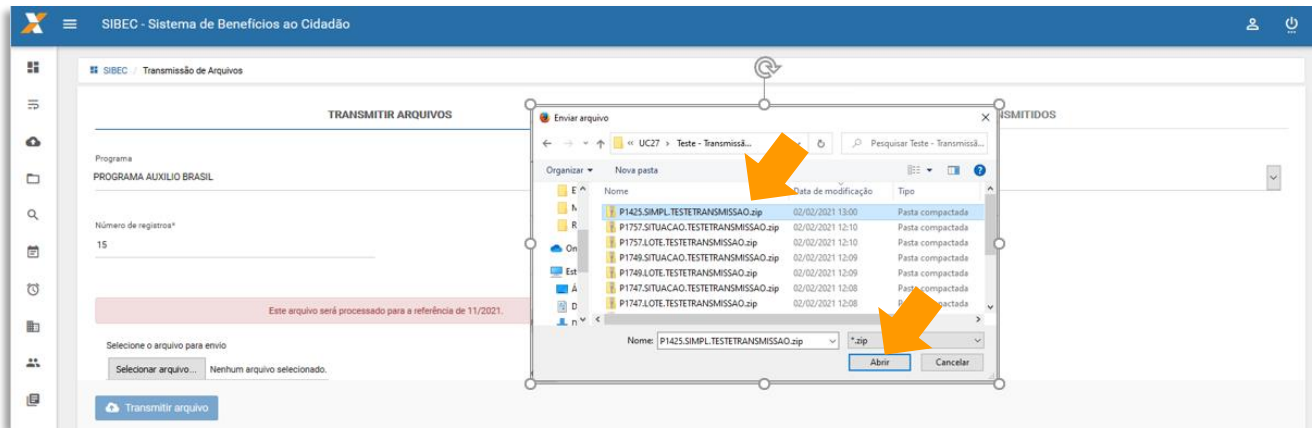 SIBEC - Sistema de Benefícios ao Cidadão
SIBEC / Transmissão de Arquivos
TRANSMITIR ARQUIVOS
NSMITIDOS
Programa
PROGRAMA AUXILIO BRASIL
Número de registros*
15
Este arquivo será processado para a referência de 11/2021.
Selecione o arquivo para envio
Selecionar arquivo... Nenhum arquivo selecionado.
Transmitir arquivo
Enviar arquivo
« UC27 › Teste - Transmissã... Pesquisar Teste - Transmissã...
Organizar Nova pasta
Nome Data de modificação Tipo
P1425.SIMPL.TESTETRANSMISSAO.zip 02/02/2021 13:00 Pasta compactada
P1757.SITUACAO.TESTETRANSMISSAO.zip 02/02/2021 12:10 Pasta compactada
P1757.LOTE.TESTETRANSMISSAO.zip 02/02/2021 12:10 Pasta compactada
P1749.SITUACAO.TESTETRANSMISSAO.zip 02/02/2021 12:09 Pasta compactada
P1749.LOTE.TESTETRANSMISSAO.zip 02/02/2021 12:09 Pasta compactada
P1747.SITUACAO.TESTETRANSMISSAO.zip 02/02/2021 12:08 Pasta compactada
P1747.LOTE.TESTETRANSMISSAO.zip 02/02/2021 12:08 compactada
On
Est
Nome: P1425.SIMPL.TESTETRANSMISSAO.zip *.zip
Abrir Cancelar